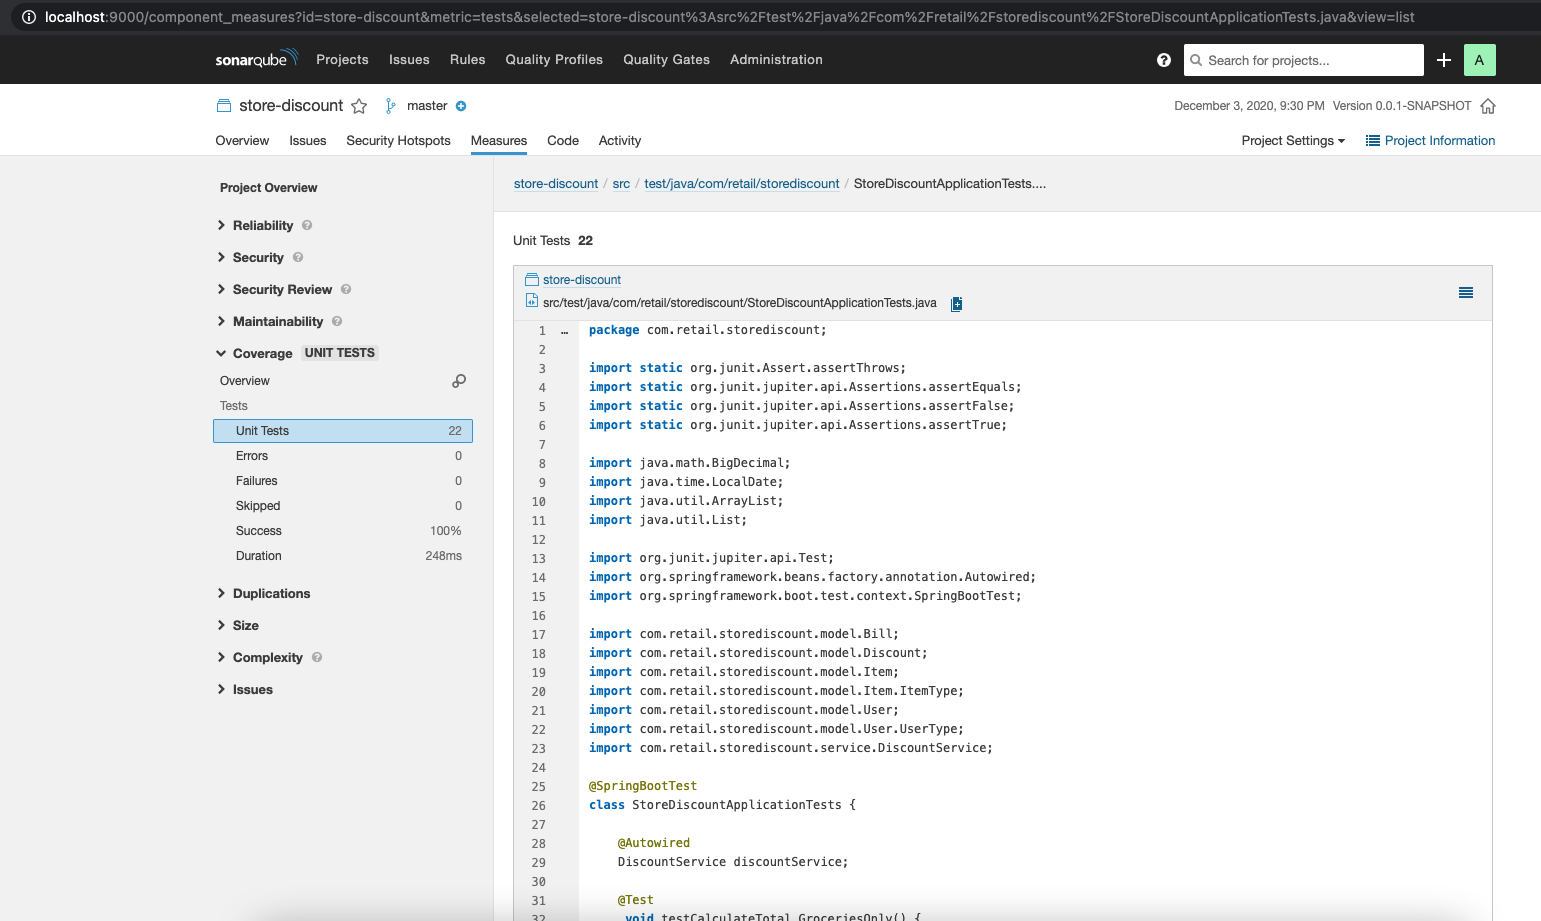 localhost:9000/component_measures?id=store-discount&metric=tests&selected=store-discount%3Asrc%2Ftest%2Fjava%2Fcom%2Fretail%2Fstorediscount%2FStoreDiscountApplicationTests.java&view=list
sonarqube Projects Issues Rules Quality Profiles Quality Gates Administration ? Search for projects... + A
store-discount master December 3, 2020, 9:30 PM Version 0.0.1-SNAPSHOT
Overview Issues Security Hotspots Measures Code Activity Project Settings Project Information
Project Overview
Reliability ?
Security ?
Security Review ?
Maintainability ?
Coverage UNIT TESTS
Overview
Tests
Unit Tests 22
Errors 0
Failures 0
Skipped 0
Success 100%
Duration 248ms
Duplications
Size
Complexity ?
Issues
store-discount / src / test/java/com/retail/storediscount / StoreDiscountApplicationTests....
Unit Tests 22
store-discount
src/test/java/com/retail/storediscount/StoreDiscountApplicationTests.java
1 … package com.retail.storediscount;
2
3 import static org.junit.Assert.assertThrows;
4 import static org.junit.jupiter.api.Assertions.assertEquals;
5 import static org.junit.jupiter.api.Assertions.assertFalse;
6 import static org.junit.jupiter.api.Assertions.assertTrue;
7
8 import java.math.BigDecimal;
9 import java.time.LocalDate;
10 import java.util.ArrayList;
11 import java.util.List;
12
13 import org.junit.jupiter.api.Test;
14 import org.springframework.beans.factory.annotation.Autowired;
15 import org.springframework.boot.test.context.SpringBootTest;
16
17 import com.retail.storediscount.model.Bill;
18 import com.retail.storediscount.model.Discount;
19 import com.retail.storediscount.model.Item;
20 import com.retail.storediscount.model.Item.ItemType;
21 import com.retail.storediscount.model.User;
22 import com.retail.storediscount.model.User.UserType;
23 import com.retail.storediscount.service.DiscountService;
24
25 @SpringBootTest
26 class StoreDiscountApplicationTests {
27
28 @Autowired
29 DiscountService discountService;
30
31 @Test
32 void testCalculateTotal_GroceriesOnly() {